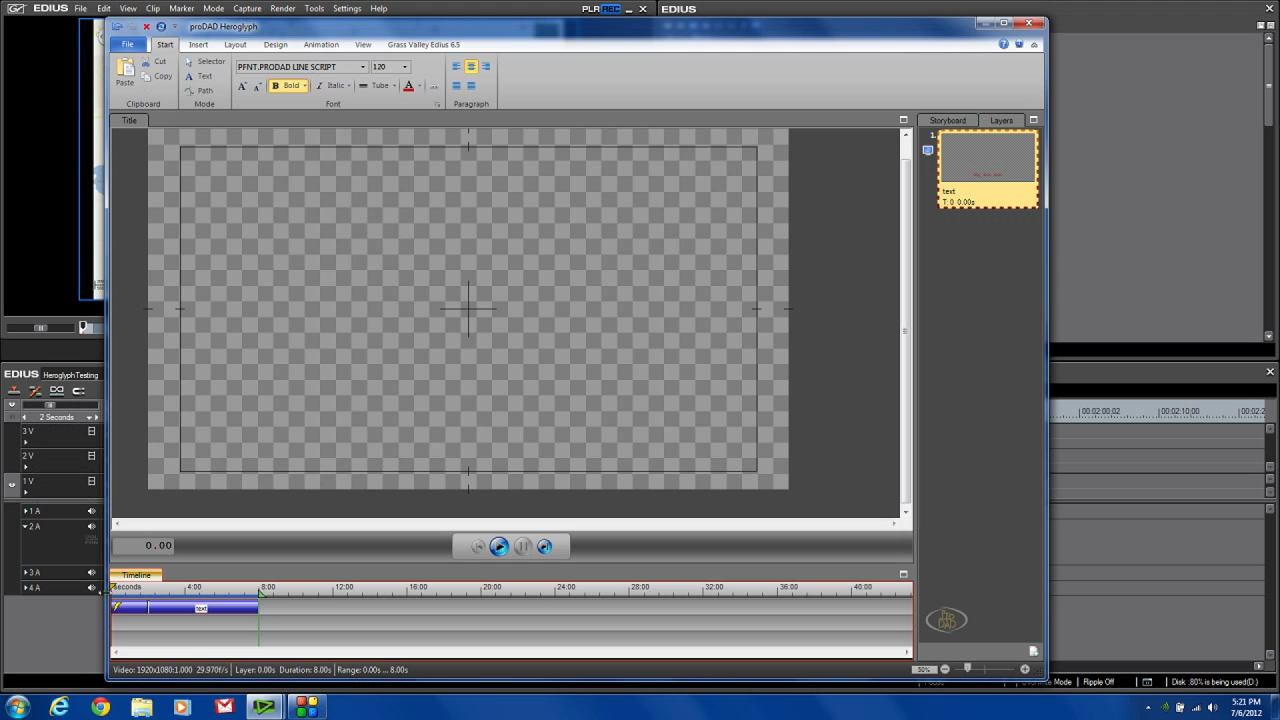 EDIUS File Edit View Clip Marker Mode Capture Render Tools Settings Help PLR REC EDIUS
proDAD Heroglyph
File Start Insert Layout Design Animation View Grass Valley Edius 6.5
Paste Cut Copy
Selector Text Path
PFNT.PRODAD LINE SCRIPT 120
Bold Italic Tube
Clipboard Mode Font Paragraph
Title
Storyboard Layers
1.
text
T: 0 0.00s
EDIUS Heroglyph Testing
2 Seconds
00:02:00;02 00:02:10;00
3 V
2 V
1 V
1 A
2 A
3 A
4 A
0.00
Timeline
Seconds 4:00 8:00 12:00 16:00 20:00 24:00 28:00 32:00 36:00 40:00
text
PRO DAD
Video: 1920x1080:1.000 29.970f/s Layer: 0.00s Duration: 8.00s Range: 0.00s ... 8.00s
50%
Mode Ripple Off Disk :80% is being used(D:)
5:21 PM
7/6/2012